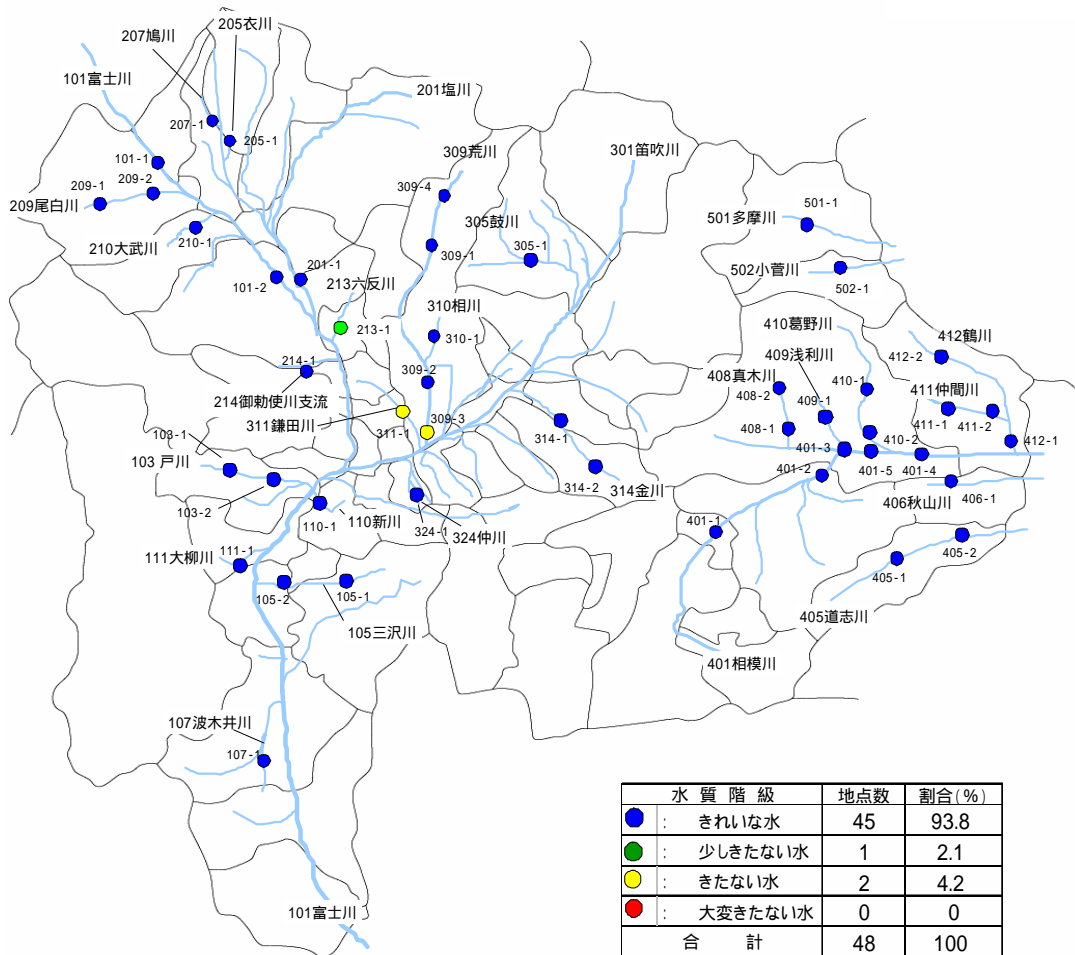 205衣川
207鳩川
101富士川
201塩川
207-1
205-1
101-1
209-1
209-2
209尾白川
210-1
210大武川
309荒川
309-4
301笛吹川
305鼓川
305-1
309-1
501-1
501多摩川
502小菅川
502-1
101-2
201-1
213六反川
213-1
310相川
310-1
410葛野川
412鶴川
412-2
409浅利川
214-1
309-2
408真木川
410-1
411仲間川
408-2
409-1
214御勅使川支流
311鎌田川
309-3
311-1
411-1
411-2
408-1
410-2
412-1
103-1
314-1
401-3
103 戸川
401-2
401-5
401-4
314-2
314金川
406秋山川
406-1
103-2
110-1
110新川
324-1
324仲川
401-1
405-2
111-1
111大柳川
405-1
105-2
105-1
405道志川
105三沢川
401相模川
107波木井川
107-1
101富士川
水質階級 地点数 割合(%)
: きれいな水 45 93.8
: 少しきたない水 1 2.1
: きたない水 2 4.2
: 大変きたない水 0 0
合計 48 100